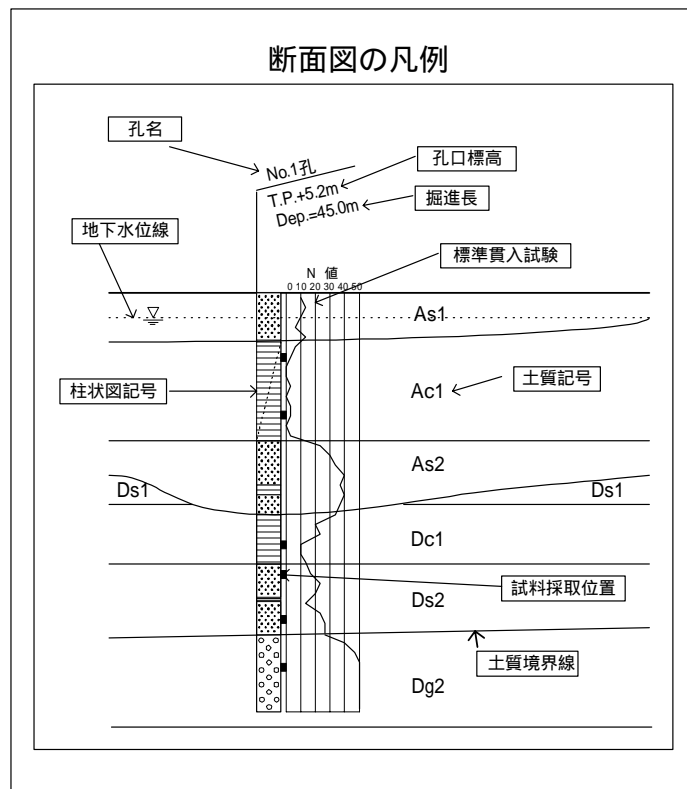 断面図の凡例
孔名
No.1孔
T.P.+5.2m
Dep.=45.0m
孔口標高
掘進長
地下水位線
標準貫入試験
N 値
0 10 20 30 40 50
As1
柱状図記号
Ac1
土質記号
As2
Ds1
Ds1
Dc1
Ds2
試料採取位置
土質境界線
Dg2